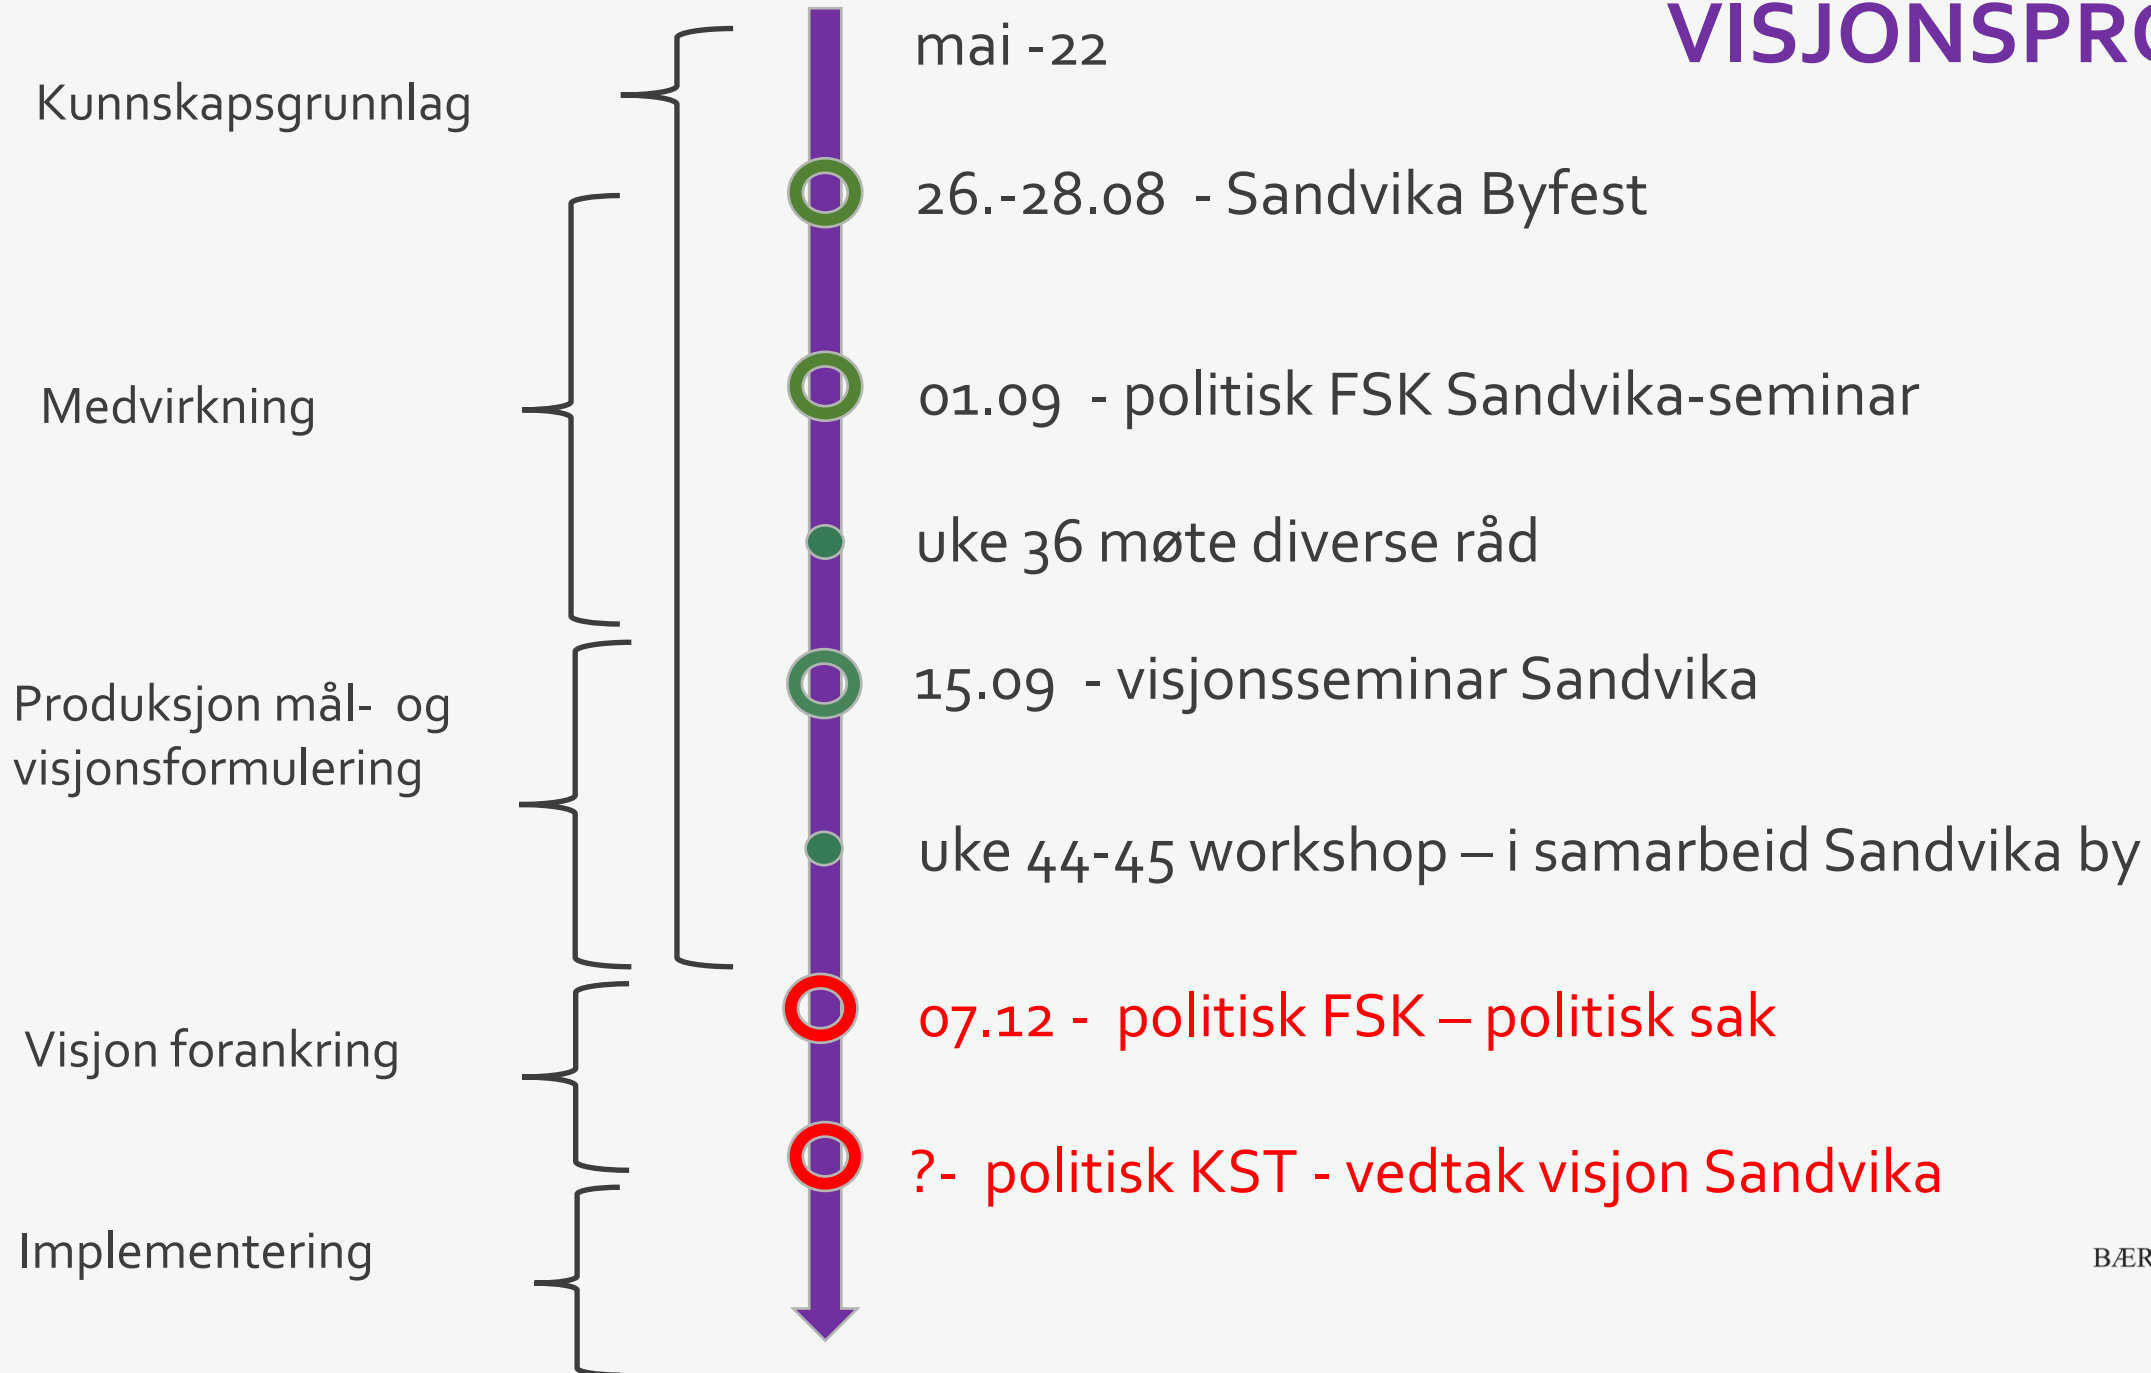 VISJONSPRO
mai -22
Kunnskapsgrunnlag
26.-28.08 - Sandvika Byfest
Medvirkning
01.09 - politisk FSK Sandvika-seminar
uke 36 møte diverse råd
15.09 - visjonsseminar Sandvika
Produksjon mål- og
visjonsformulering
uke 44-45 workshop – i samarbeid Sandvika by
07.12 - politisk FSK – politisk sak
Visjon forankring
?- politisk KST - vedtak visjon Sandvika
Implementering
BÆR